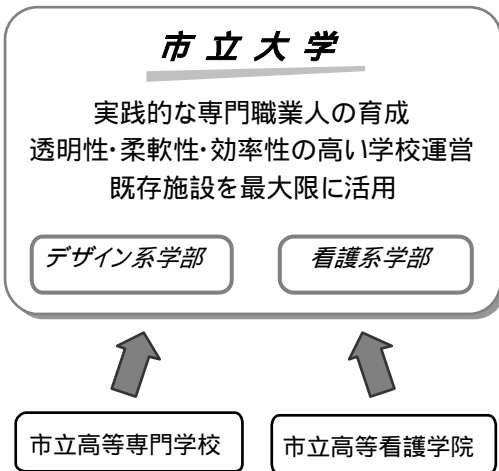 市立大学
実践的な専門職業人の育成
透明性・柔軟性・効率性の高い学校運営
既存施設を最大限に活用
デザイン系学部
看護系学部
市立高等専門学校
市立高等看護学院